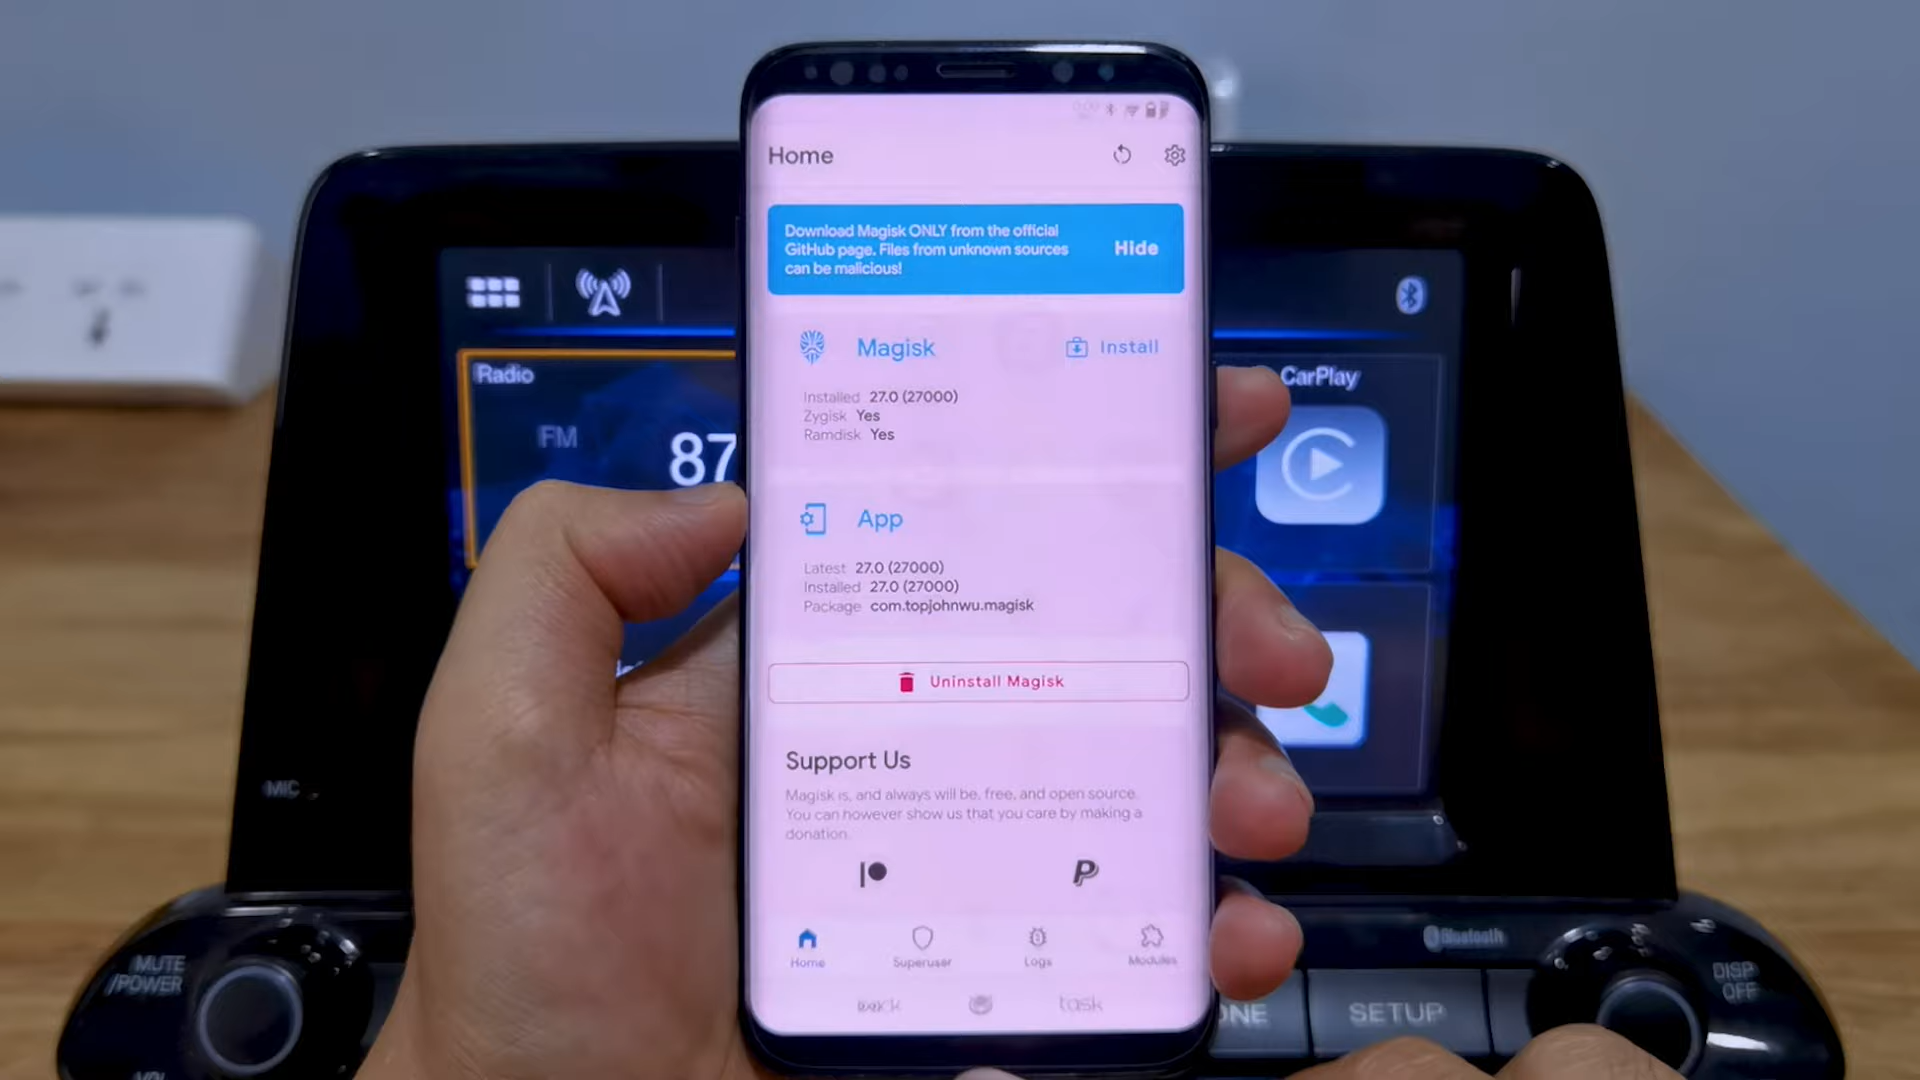 Home
Download Magisk ONLY from the official
GitHub page. Files from unknown sources
can be malicious!
Hide
Magisk
Install
Installed 27.0 (27000)
Zygisk Yes
Ramdisk Yes
App
Latest 27.0 (27000)
Installed 27.0 (27000)
Package com.topjohnwu.magisk
Uninstall Magisk
Support Us
Magisk is, and always will be, free, and open source.
You can however show us that you care by making a
donation.
Home
Superuser
Logs
Modules
task
Radio
FM
87
CarPlay
MIC
Bluetooth
MUTE
/POWER
SETUP
DISP
OFF